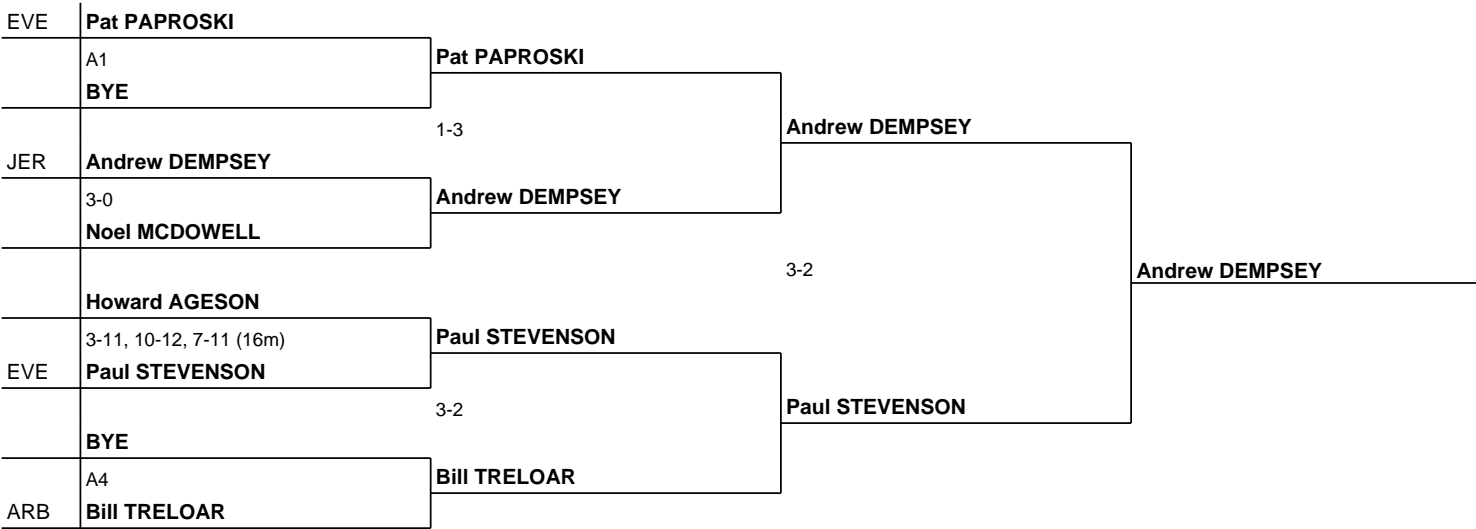 EVE Pat PAPROSKI
A1 Pat PAPROSKI
BYE
1-3 Andrew DEMPSEY
JER Andrew DEMPSEY
3-0 Andrew DEMPSEY
Noel MCDOWELL
3-2 Andrew DEMPSEY
Howard AGESON
3-11, 10-12, 7-11 (16m) Paul STEVENSON
EVE Paul STEVENSON
3-2 Paul STEVENSON
BYE
A4 Bill TRELOAR
ARB Bill TRELOAR